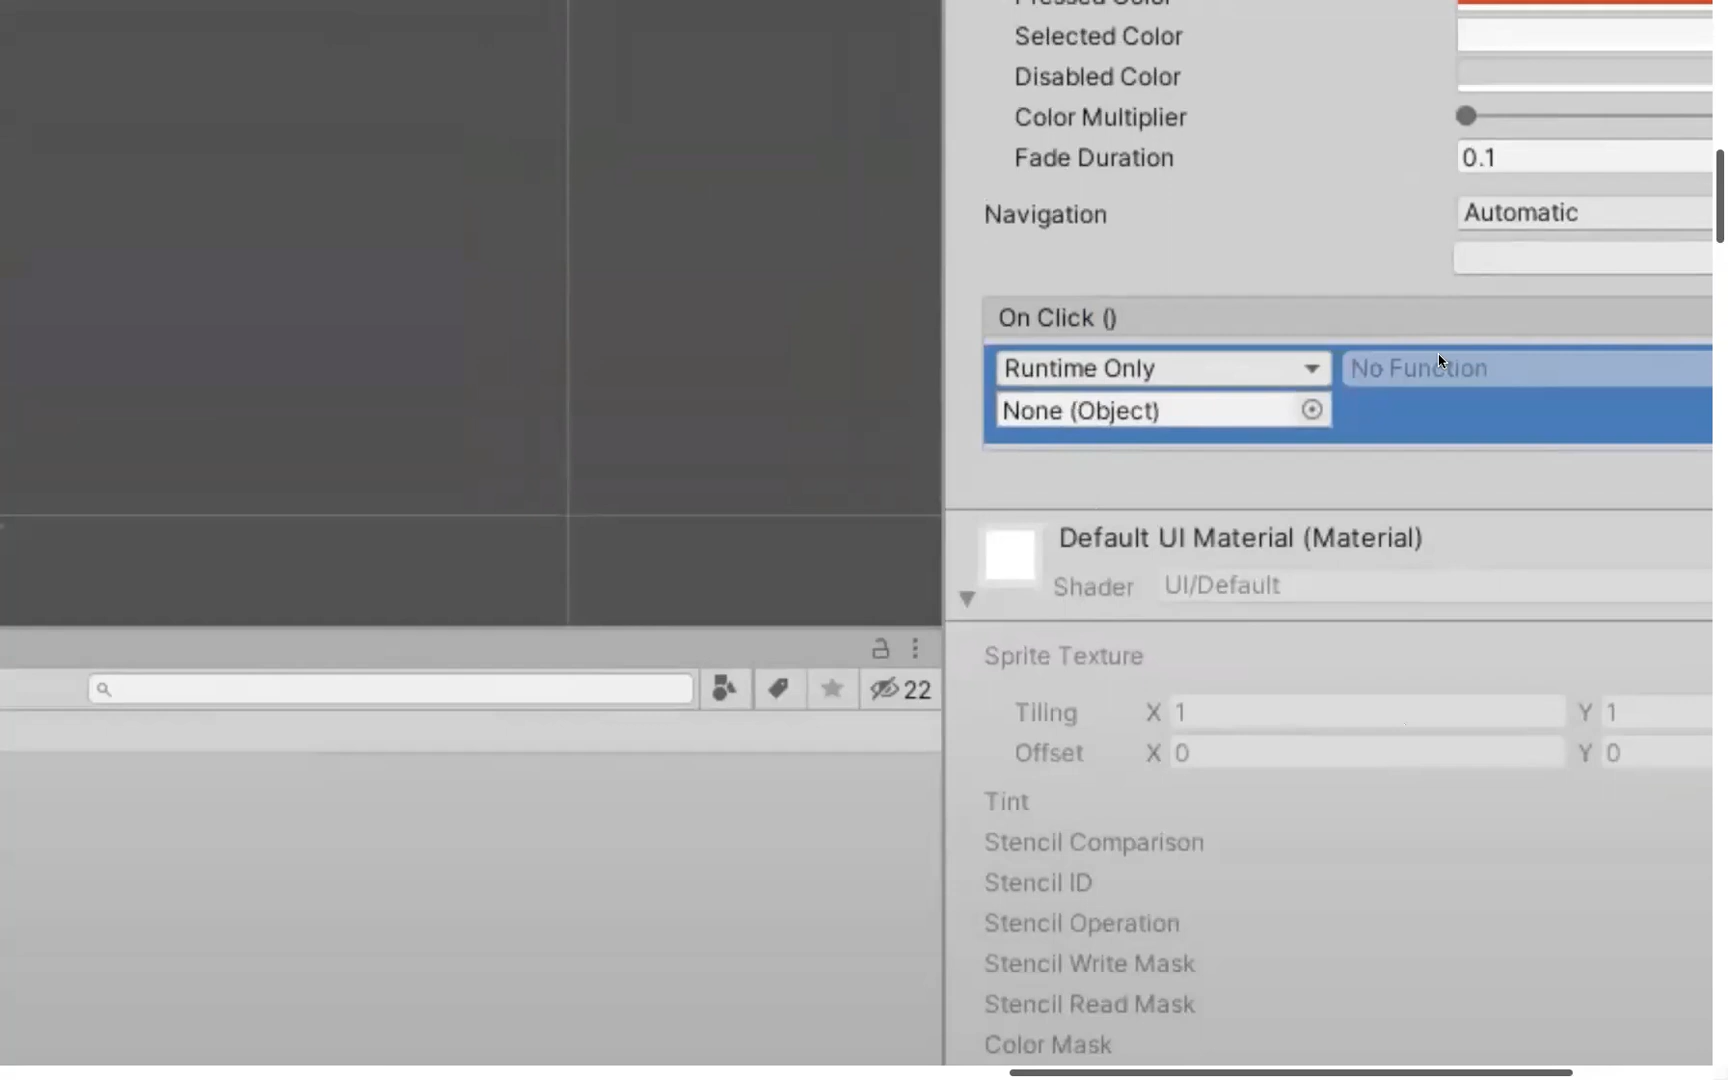 Pressed Color
Selected Color
Disabled Color
Color Multiplier
Fade Duration 0.1
Navigation Automatic
On Click ()
Runtime Only No Function
None (Object)
Default UI Material (Material)
Shader UI/Default
22
Sprite Texture
Tiling X 1 Y 1
Offset X 0 Y 0
Tint
Stencil Comparison
Stencil ID
Stencil Operation
Stencil Write Mask
Stencil Read Mask
Color Mask